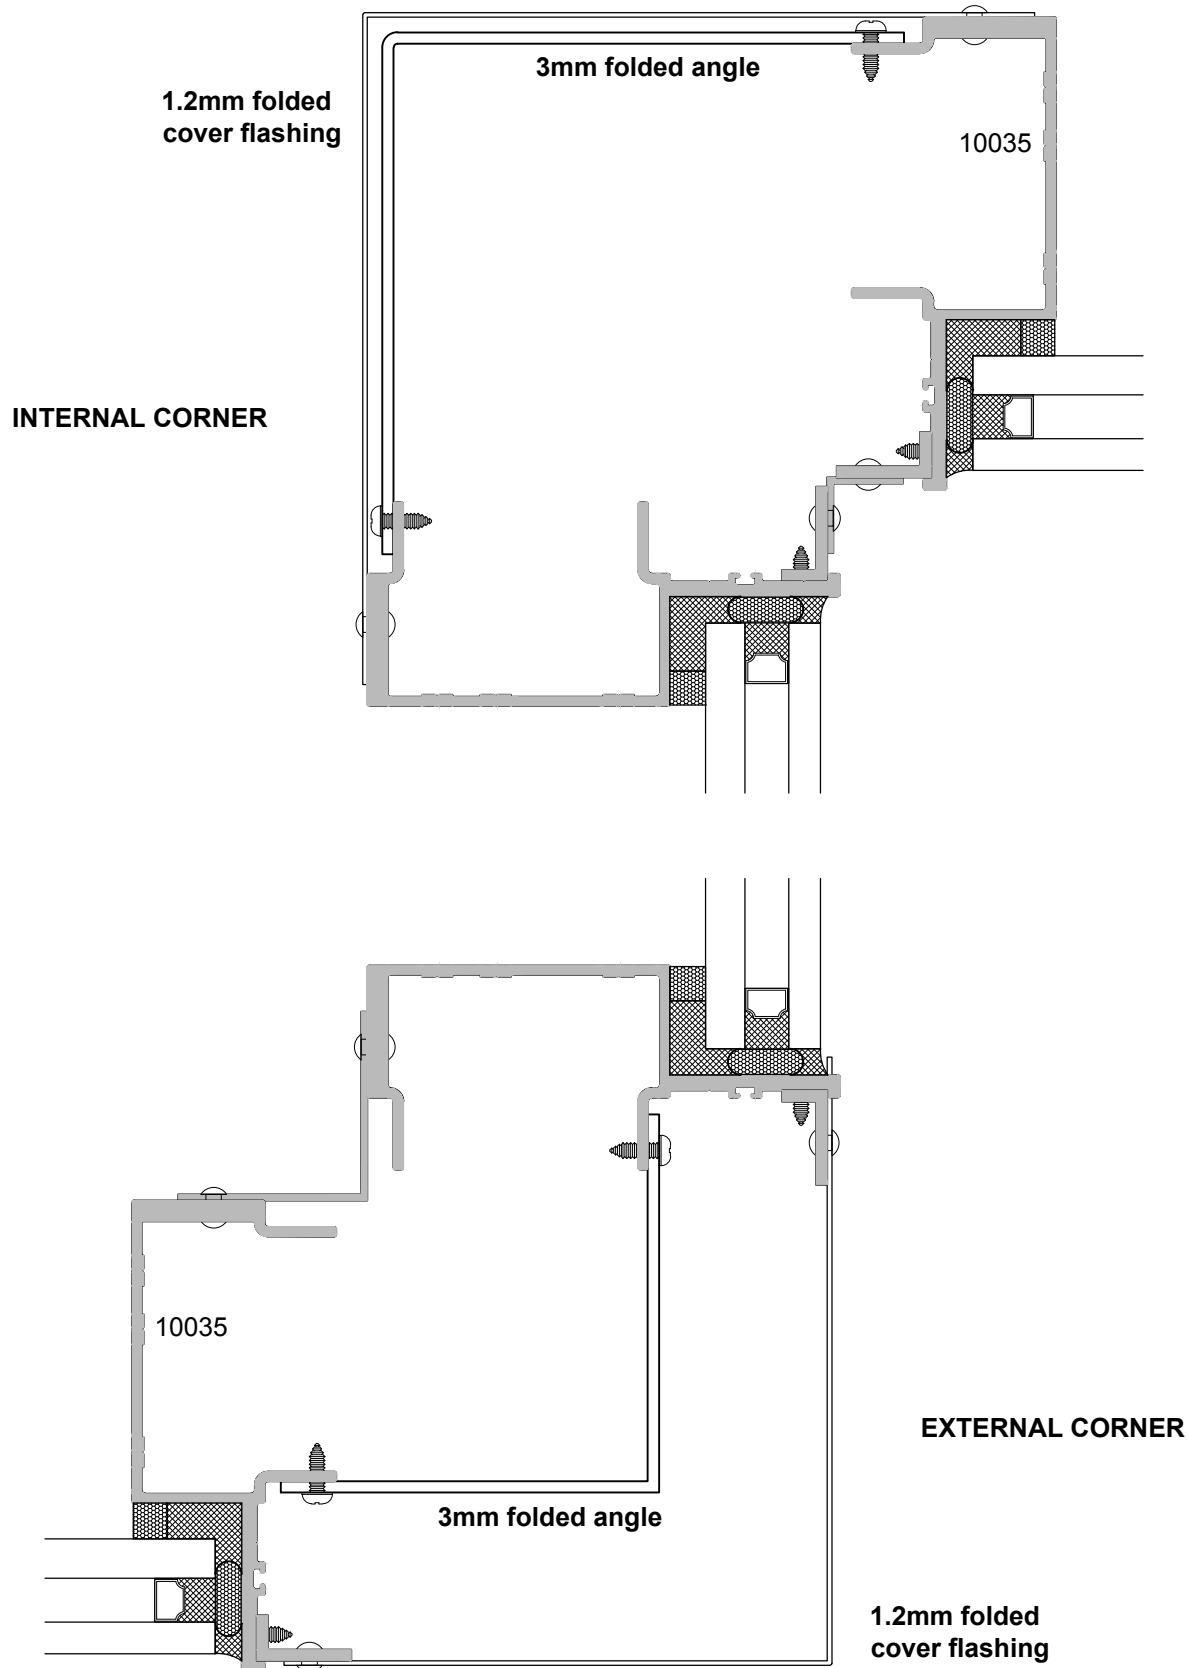 3mm folded angle
1.2mm folded
cover flashing
10035
INTERNAL CORNER
10035
EXTERNAL CORNER
3mm folded angle
1.2mm folded
cover flashing